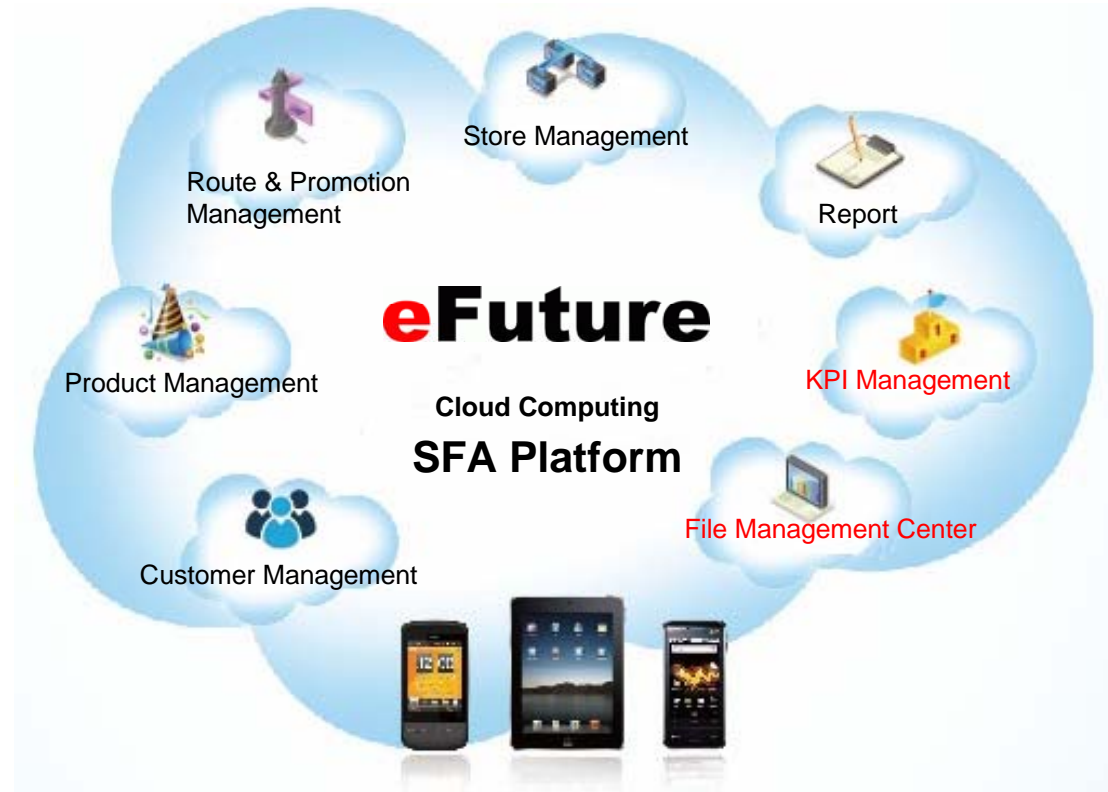 Store Management
Route & Promotion
Management
Report
eFuture
Product Management
KPI Management
Cloud Computing
SFA Platform
File Management Center
Customer Management